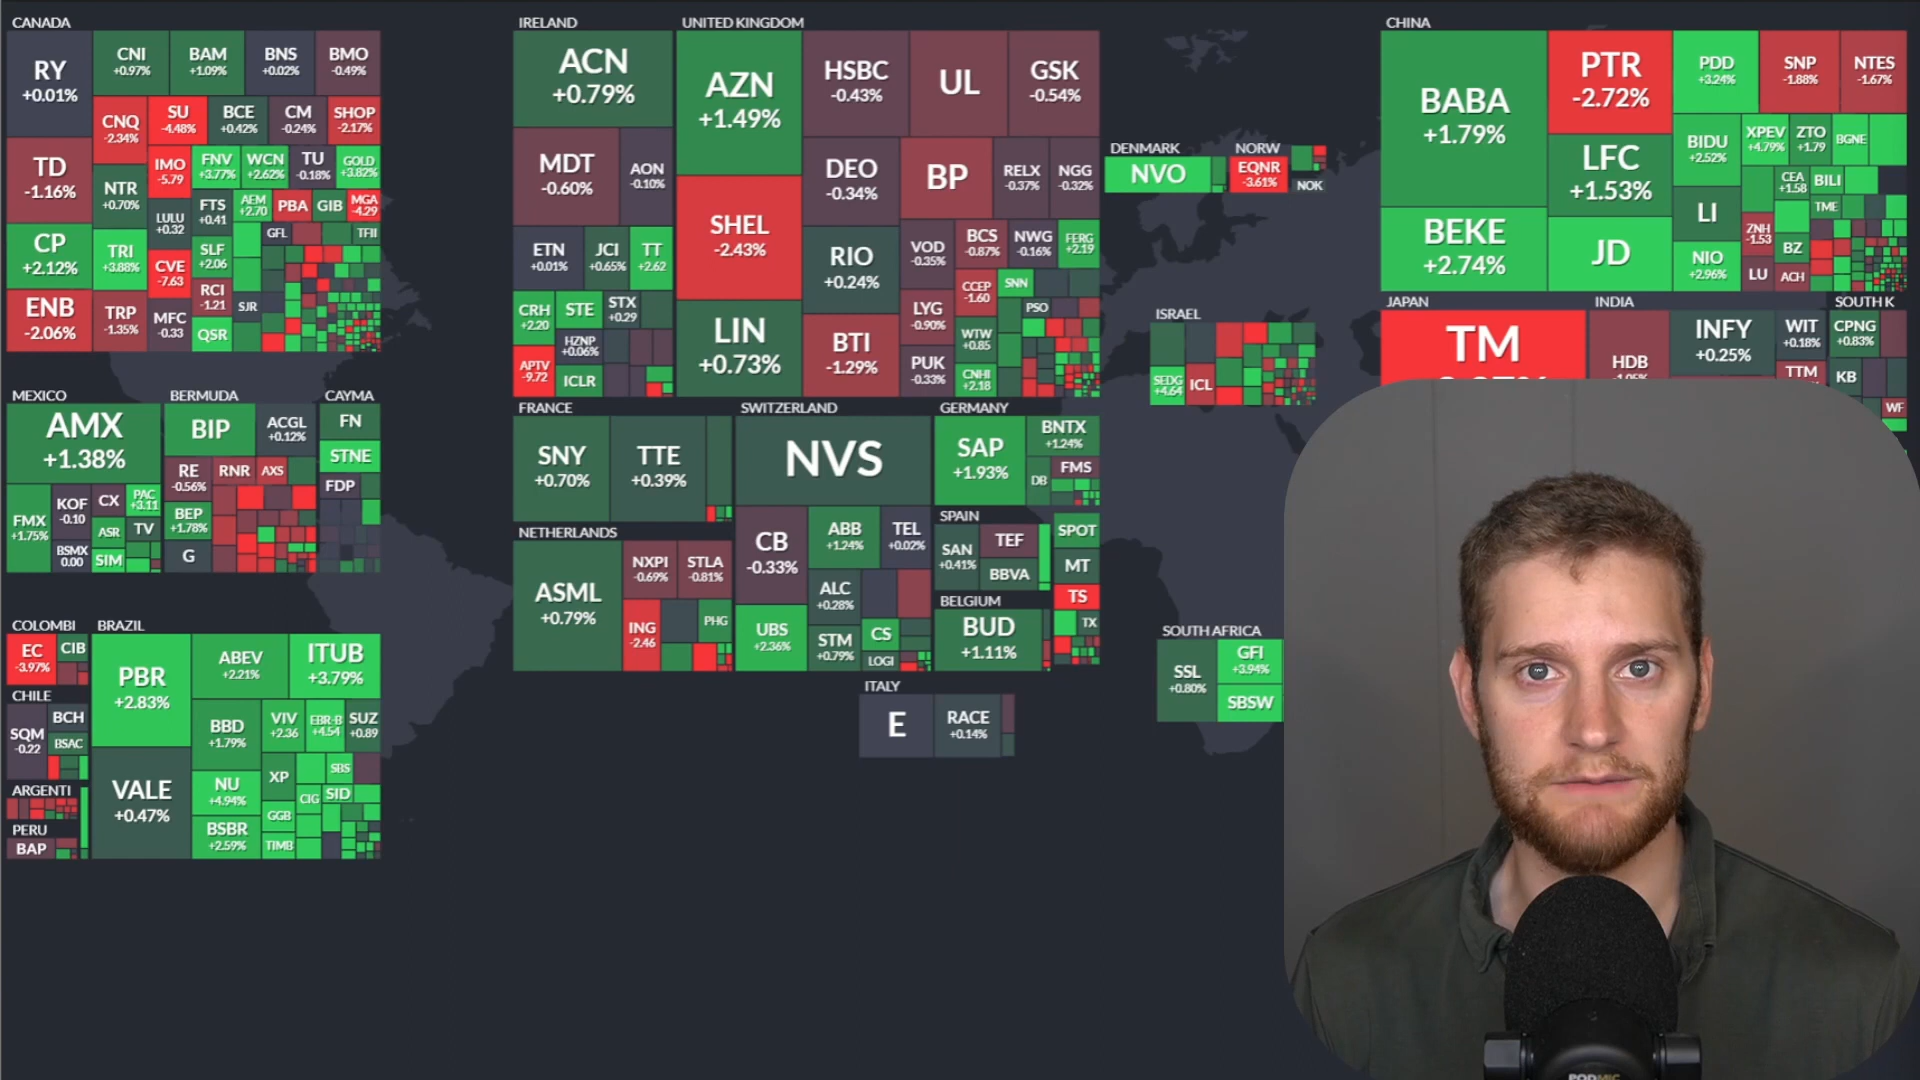 CANADA
RY
+0.01%
CNI
+0.97%
BAM
+1.09%
BNS
+0.02%
BMO
-0.49%
CNQ
-2.34%
SU
-4.48%
BCE
+0.42%
CM
-0.24%
SHOP
-2.17%
TD
-1.16%
NTR
+0.70%
IMO
-5.79
FNV
+3.77%
WCN
+2.62%
TU
-0.18%
GOLD
+3.82%
LULU
+0.32
FTS
+0.41
AEM
+2.70
PBA
GIB
MGA
-4.29
GFL
TFII
CP
+2.12%
TRI
+3.88%
CVE
-7.63
SLF
+2.06
RCI
-1.21
SJR
ENB
-2.06%
TRP
-1.35%
MFC
-0.33
QSR
MEXICO
AMX
+1.38%
FMX
+1.75%
KOF
-0.10
CX
PAC
+3.11
ASR
TV
BSMX
0.00
SIM
BERMUDA
BIP
ACGL
+0.12%
RE
-0.56%
RNR
AXS
BEP
+1.78%
G
CAYMA
FN
STNE
FDP
COLOMBI
EC
-3.97%
CIB
CHILE
SQM
-0.22
BCH
BSAC
ARGENTI
PERU
BAP
BRAZIL
PBR
+2.83%
ABEV
+2.21%
ITUB
+3.79%
BBD
+1.79%
VIV
+2.36
EBR-B
+4.54
SUZ
+0.89
VALE
+0.47%
NU
+4.94%
XP
SBS
CIG
SID
GGB
BSBR
+2.59%
TIMB
IRELAND
ACN
+0.79%
MDT
-0.60%
AON
-0.10%
ETN
+0.01%
JCI
+0.65%
TT
+2.62
CRH
+2.20
STE
STX
+0.29
HZNP
+0.06%
APTV
-9.72
ICLR
UNITED KINGDOM
AZN
+1.49%
HSBC
-0.43%
UL
GSK
-0.54%
SHEL
-2.43%
DEO
-0.34%
BP
RELX
-0.37%
NGG
-0.32%
RIO
+0.24%
VOD
-0.35%
BCS
-0.87%
NWG
-0.16%
FERG
+2.19
CCEP
-1.60
SNN
PSO
LIN
+0.73%
BTI
-1.29%
LYG
-0.90%
WTW
+0.85
PUK
-0.33%
CNHI
+2.18
FRANCE
SNY
+0.70%
TTE
+0.39%
SWITZERLAND
NVS
CB
-0.33%
ABB
+1.24%
TEL
+0.02%
ALC
+0.28%
UBS
+2.36%
STM
+0.79%
CS
LOGI
GERMANY
SAP
+1.93%
BNTX
+1.24%
DB
FMS
NETHERLANDS
ASML
+0.79%
NXPI
-0.69%
STLA
-0.81%
ING
-2.46
PHG
SPAIN
SAN
+0.41%
TEF
BBVA
SPOT
MT
TS
TX
BELGIUM
BUD
+1.11%
ITALY
E
RACE
+0.14%
DENMARK
NVO
NORW
EQNR
-3.61%
NOK
ISRAEL
SEDG
+4.64
ICL
SOUTH AFRICA
SSL
+0.80%
GFI
+3.94%
SBSW
CHINA
BABA
+1.79%
PTR
-2.72%
PDD
+3.24%
SNP
-1.88%
NTES
-1.67%
LFC
+1.53%
BIDU
+2.52%
XPEV
+4.79%
ZTO
+1.79
BGNE
CEA
+1.58
BILI
BEKE
+2.74%
JD
LI
TME
ZNH
-1.53
BZ
NIO
+2.96%
LU
ACH
JAPAN
TM
INDIA
HDB
INFY
+0.25%
WIT
+0.18%
TTM
SOUTH K
CPNG
+0.83%
KB
WF
PODMIC